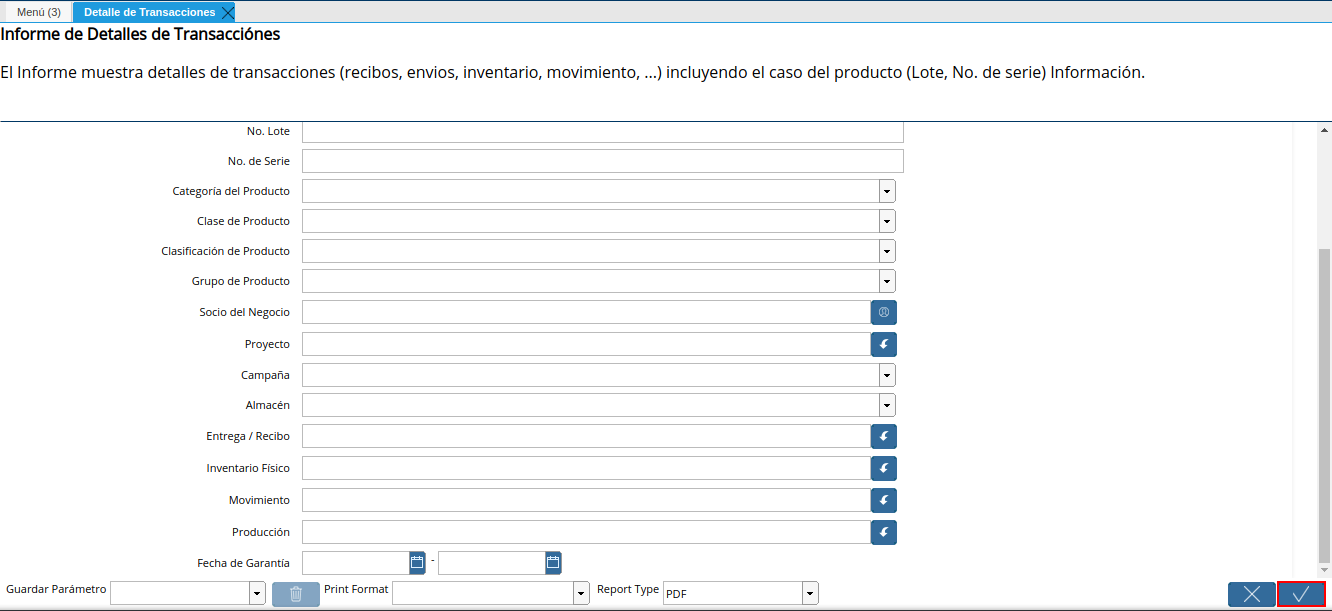 Menú (3) Detalle de Transacciones
Informe de Detalles de Transacciónes
El Informe muestra detalles de transacciones (recibos, envios, inventario, movimiento, ...) incluyendo el caso del producto (Lote, No. de serie) Información.
No. Lote
No. de Serie
Categoría del Producto
Clase de Producto
Clasificación de Producto
Grupo de Producto
Socio del Negocio
Proyecto
Campaña
Almacén
Entrega / Recibo
Inventario Físico
Movimiento
Producción
Fecha de Garantía -
Guardar Parámetro Print Format Report Type PDF